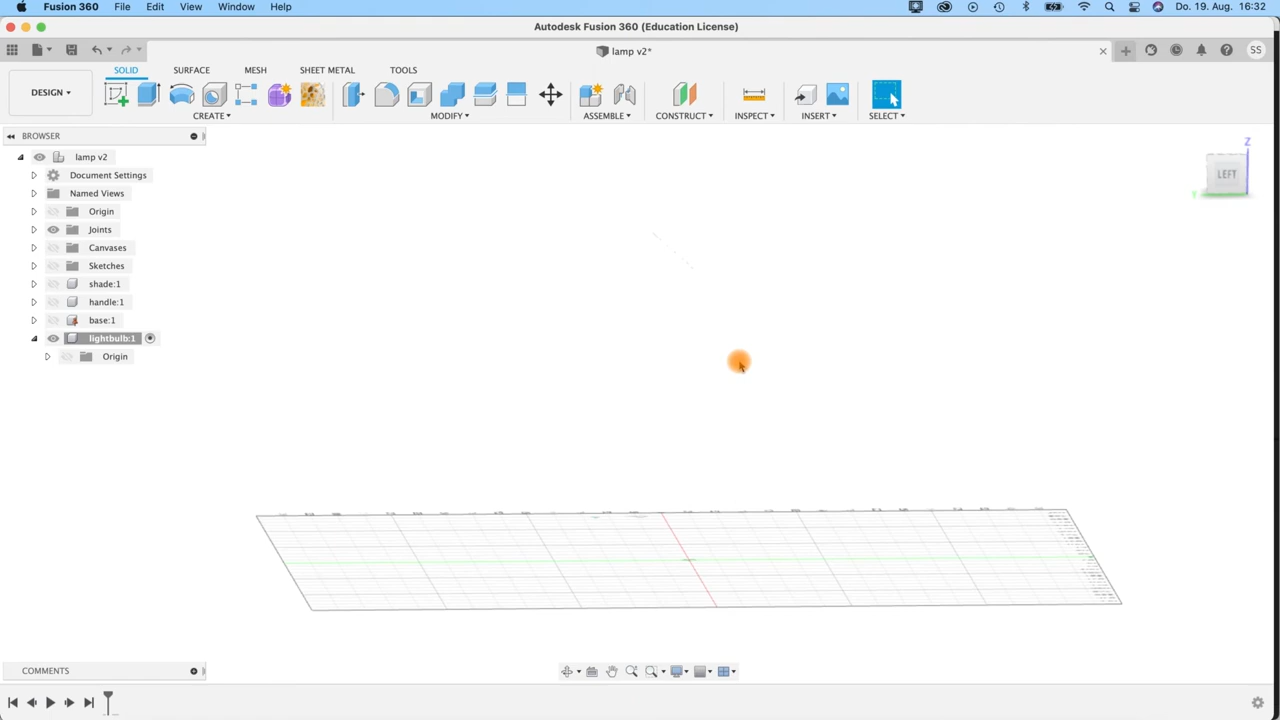 Fusion 360 File Edit View Window Help Do. 19. Aug. 16:32
Autodesk Fusion 360 (Education License)
lamp v2* SS
SOLID SURFACE MESH SHEET METAL TOOLS
DESIGN
CREATE MODIFY ASSEMBLE CONSTRUCT INSPECT INSERT SELECT
BROWSER
lamp v2
Document Settings
Named Views
Origin
Joints
Canvases
Sketches
shade:1
handle:1
base:1
lightbulb:1
Origin
Z
LEFT
Y
COMMENTS